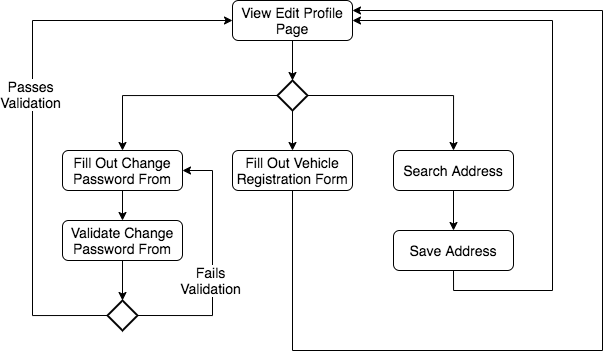 View Edit Profile
Page
Passes
Validation
Fill Out Change
Password From
Fill Out Vehicle
Registration Form
Search Address
Validate Change
Password From
Save Address
Fails
Validation